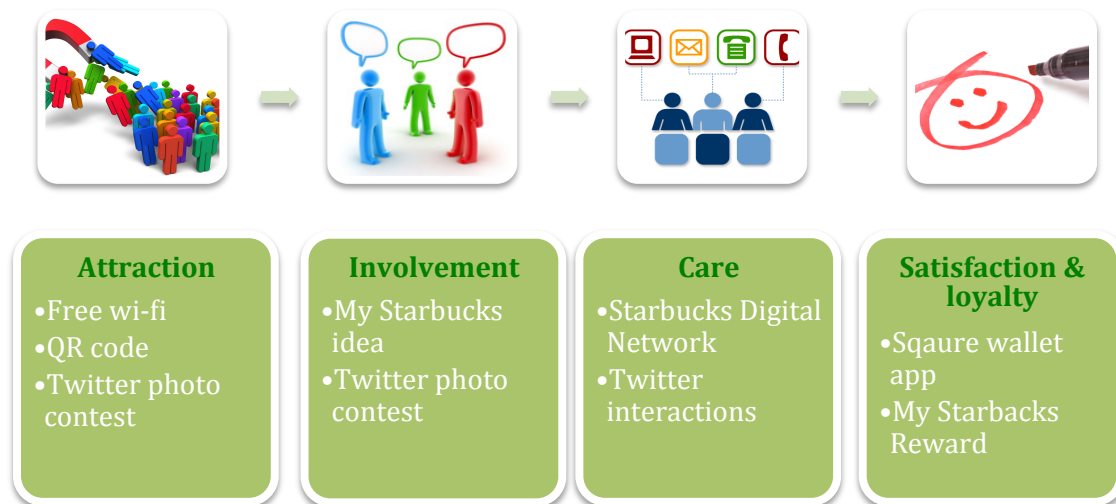 Attraction
•Free wi-fi
•QR code
•Twitter photo
contest
Involvement
•My Starbucks
idea
•Twitter photo
contest
Care
•Starbucks Digital
Network
•Twitter
interactions
Satisfaction &
loyalty
•Sqaure wallet
app
•My Starbacks
Reward